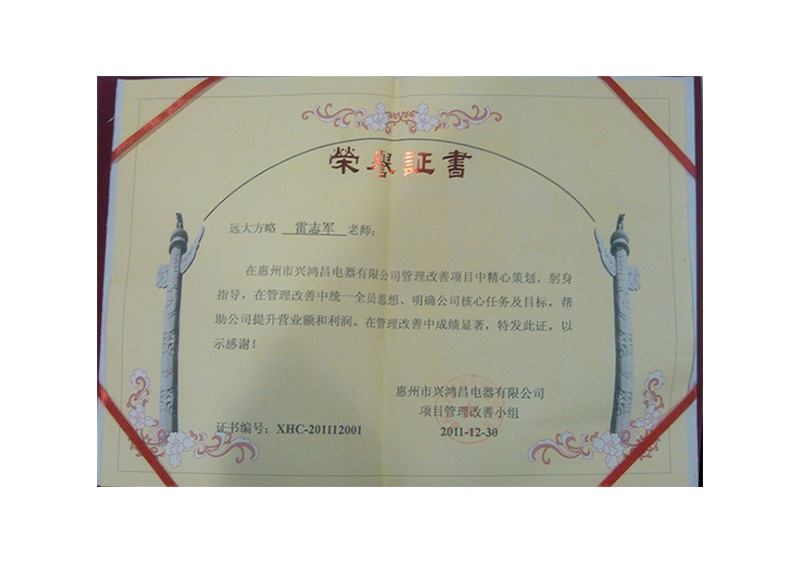 榮譽証書
远大方略 雷志军 老师：
在惠州市兴鸿昌电器有限公司管理改善项目中精心策划、躬身
指导，在管理改善中统一全员思想、明确公司核心任务及目标，帮
助公司提升营业额和利润。在管理改善中成绩显著，特发此证，以
示感谢！
惠州市兴鸿昌电器有限公司
项目管理改善小组
证书编号：XHC-201112001
2011-12-30